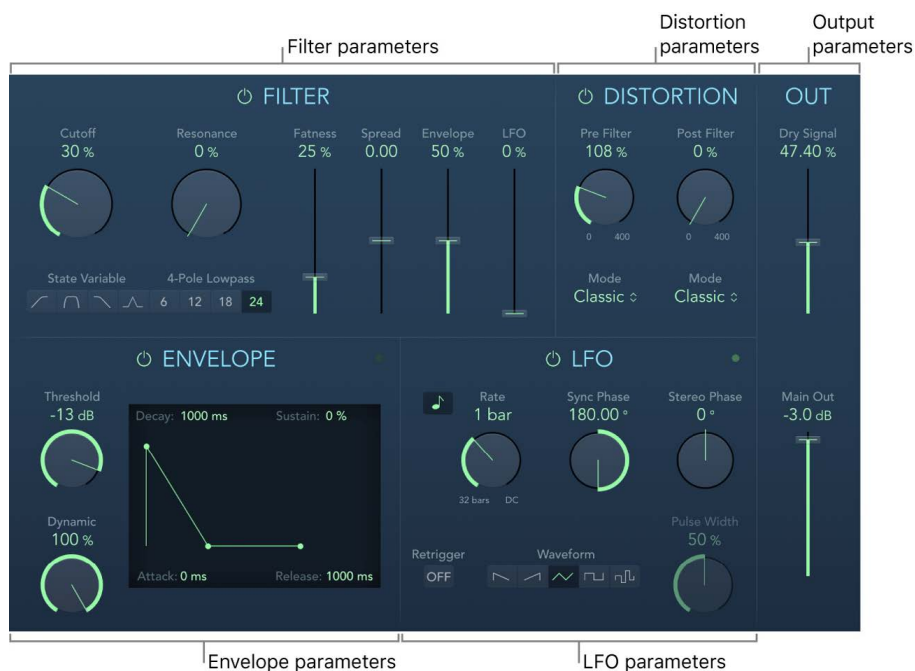 Filter parameters
Distortion
parameters
Output
parameters
FILTER
DISTORTION
OUT
Cutoff
30 %
Resonance
0 %
Fatness
25 %
Spread
0.00
Envelope
50 %
LFO
0 %
Pre Filter
108 %
Post Filter
0 %
Dry Signal
47.40 %
0 400
0 400
State Variable
4-Pole Lowpass
6 12 18 24
Mode
Classic
Mode
Classic
ENVELOPE
LFO
Threshold
-13 dB
Decay: 1000 ms
Sustain: 0 %
Dynamic
100 %
Attack: 0 ms
Release: 1000 ms
Rate
1 bar
Sync Phase
180.00 °
Stereo Phase
0 °
32 bars DC
Main Out
-3.0 dB
Pulse Width
50 %
Retrigger
OFF
Waveform
Envelope parameters
LFO parameters